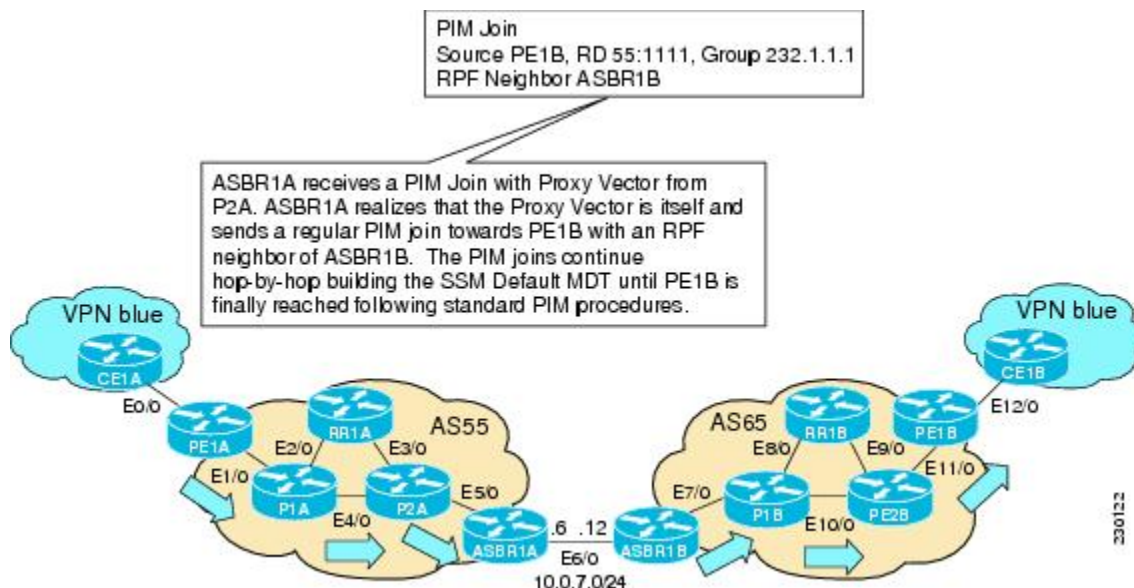 PIM Join
Source PE1B, RD 55:1111, Group 232.1.1.1
RPF Neighbor ASBR1B
ASBR1A receives a PIM Join with Proxy Vector from
P2A. ASBR1A realizes that the Proxy Vector is itself and
sends a regular PIM join towards PE1B with an RPF
neighbor of ASBR1B. The PIM joins continue
hop-by-hop building the SSM Default MDT until PE1B is
finally reached following standard PIM procedures.
VPN blue
CE1A
E0/0
PE1A
E1/0
E2/0
RR1A
E3/0
AS55
P1A
E4/0
P2A
E5/0
ASBR1A
.6 .12
E6/0
10.0.7.0/24
ASBR1B
E7/0
AS65
E8/0
RR1B
E9/0
PE1B
P1B
E10/0
PE2B
E11/0
VPN blue
CE1B
E12/0
230122